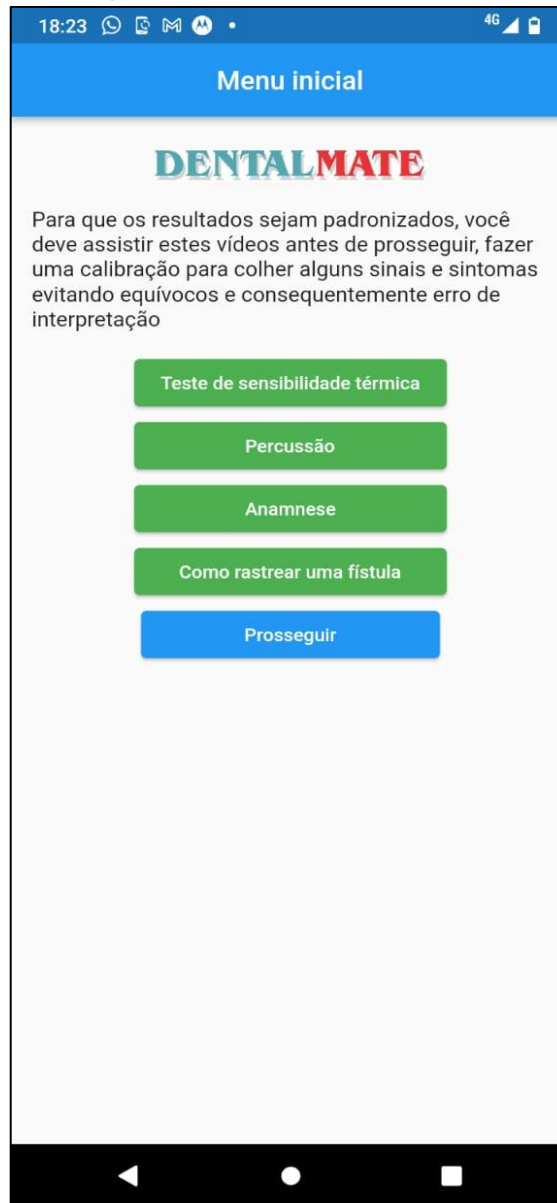 18:23
4G
Menu inicial
DENTALMATE
Para que os resultados sejam padronizados, você
deve assistir estes vídeos antes de prosseguir, fazer
uma calibração para colher alguns sinais e sintomas
evitando equívocos e consequentemente erro de
interpretação
Teste de sensibilidade térmica
Percussão
Anamnese
Como rastrear uma fístula
Prosseguir